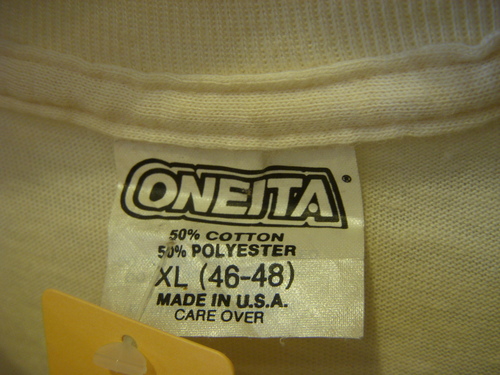 ONEITA®
50% COTTON
50% POLYESTER
XL (46-48)
MADE IN U.S.A.
CARE OVER